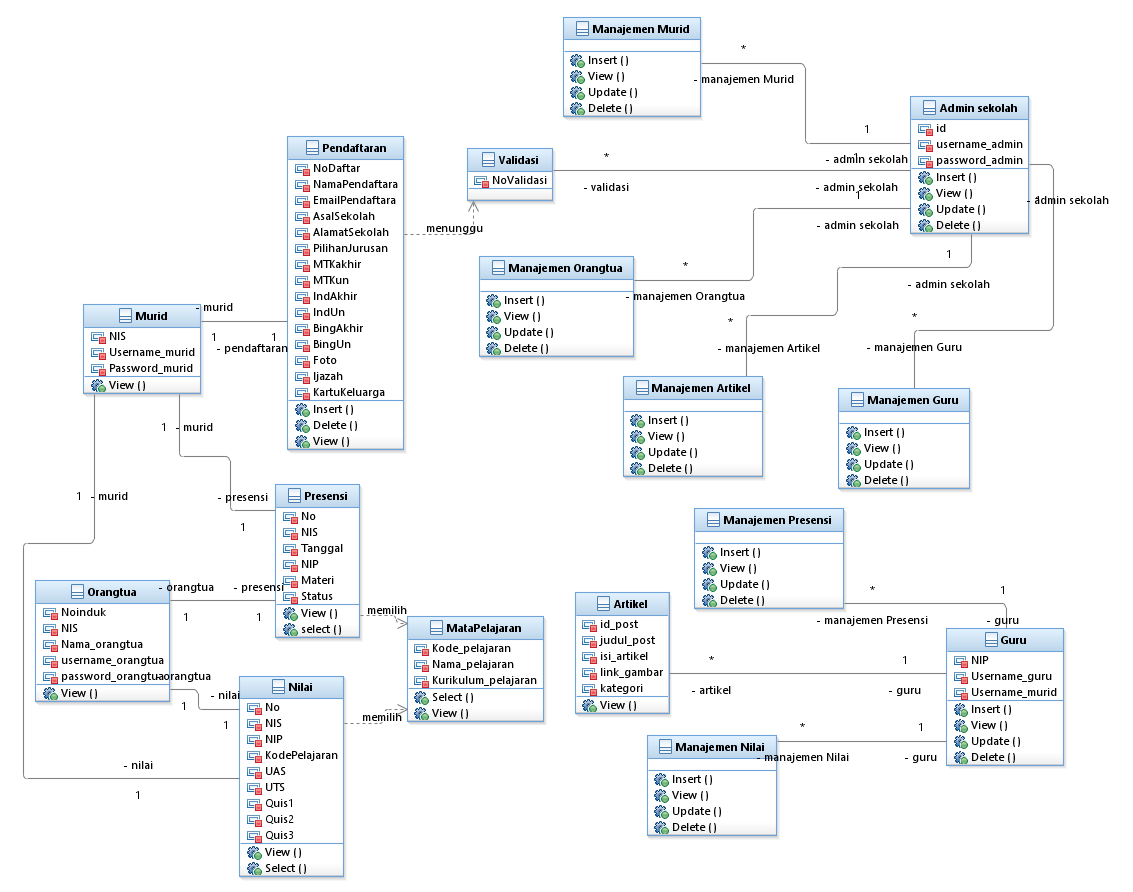 Manajemen Murid
Insert ()
View ()
Update ()
Delete ()
*
- manajemen Murid
1
- admin sekolah
Admin sekolah
id
username_admin
password_admin
Insert ()
View ()
Update ()
Delete ()
Validasi
NoValidasi
*
- validasi
1
- admin sekolah
1
- admin sekolah
1
- admin sekolah
1
- admin sekolah
Pendaftaran
NoDaftar
NamaPendaftara
EmailPendaftara
AsalSekolah
AlamatSekolah
PilihanJurusan
MTKakhir
MTKun
IndAkhir
IndUn
BingAkhir
BingUn
Foto
Ijazah
KartuKeluarga
Insert ()
Delete ()
View ()
menunggu
Manajemen Orangtua
Insert ()
View ()
Update ()
Delete ()
*
- manajemen Orangtua
*
- manajemen Artikel
*
- manajemen Guru
Murid
NIS
Username_murid
Password_murid
View ()
- murid
1
1
- pendaftaran
Manajemen Artikel
Insert ()
View ()
Update ()
Delete ()
Manajemen Guru
Insert ()
View ()
Update ()
Delete ()
1
- murid
1
- murid
- presensi
1
Presensi
No
NIS
Tanggal
NIP
Materi
Status
View ()
select ()
Manajemen Presensi
Insert ()
View ()
Update ()
Delete ()
*
- manajemen Presensi
1
- guru
Orangtua
Noinduk
NIS
Nama_orangtua
username_orangtua
password_orangtua
View ()
- orangtua
1
- presensi
1
memilih
MataPelajaran
Kode_pelajaran
Nama_pelajaran
Kurikulum_pelajaran
Select ()
View ()
Artikel
id_post
judul_post
isi_artikel
link_gambar
kategori
View ()
*
- artikel
1
- guru
Guru
NIP
Username_guru
Username_murid
Insert ()
View ()
Update ()
Delete ()
- orangtua
1
- nilai
1
Nilai
No
NIS
NIP
KodePelajaran
UAS
UTS
Quis1
Quis2
Quis3
View ()
Select ()
memilih
- nilai
1
Manajemen Nilai
Insert ()
View ()
Update ()
Delete ()
*
- manajemen Nilai
1
- guru